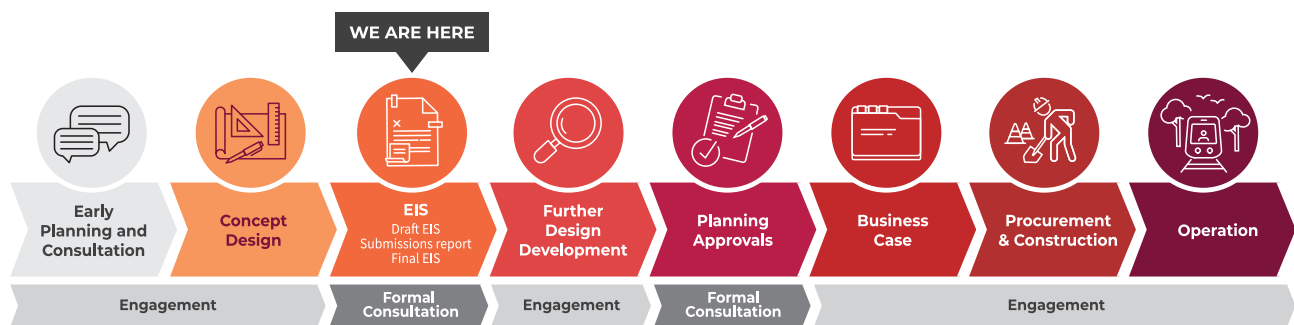 WE ARE HERE
Early
Planning and
Consultation
Concept
Design
EIS
Draft EIS
Submissions report
Final EIS
Further
Design
Development
Planning
Approvals
Business
Case
Procurement
& Construction
Operation
Engagement
Formal
Consultation
Engagement
Formal
Consultation
Engagement